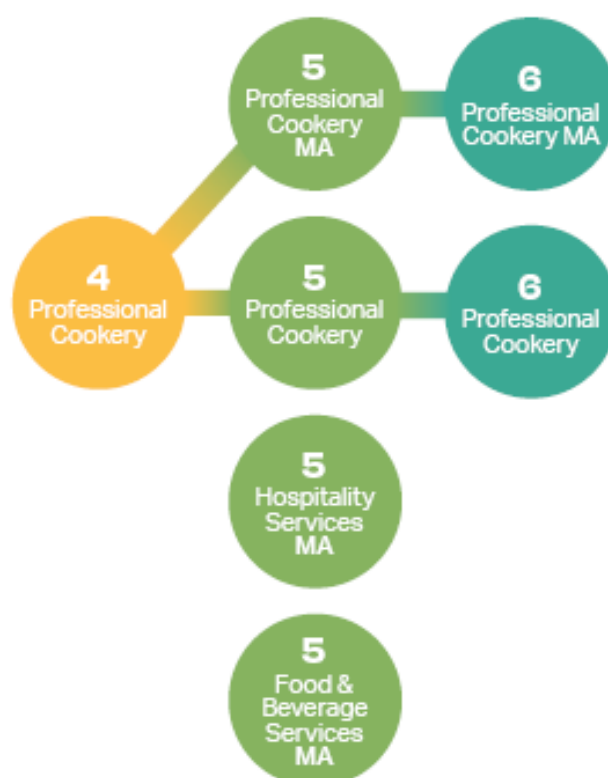 5
Professional
Cookery
MA
6
Professional
Cookery MA
4
Professional
Cookery
5
Professional
Cookery
6
Professional
Cookery
5
Hospitality
Services
MA
5
Food &
Beverage
Services
MA